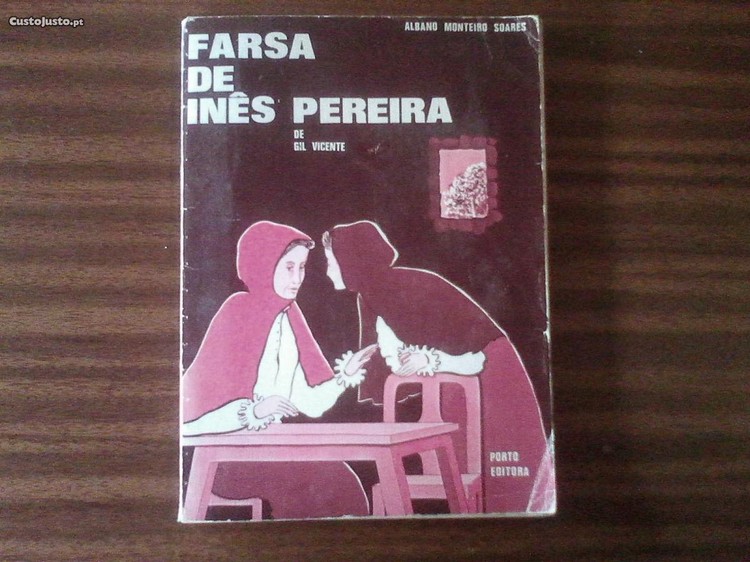 CustoJusto.pt
ALBANO MONTEIRO SOARES
FARSA
DE
INÊS PEREIRA
DE
GIL VICENTE
PORTO
EDITORA